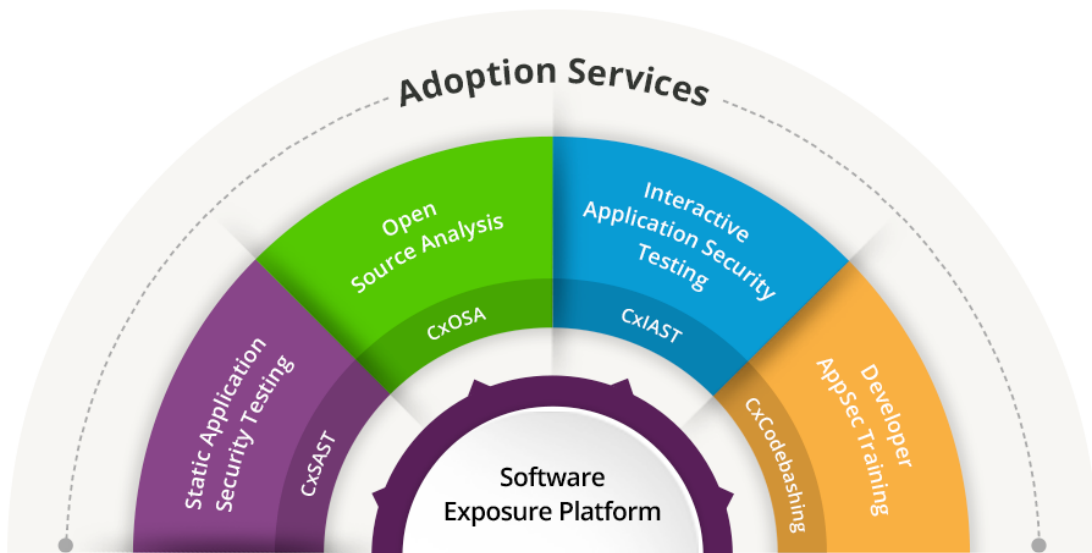 Adoption Services
Static Application
Security Testing
CxSAST
Open
Source Analysis
CxOSA
Interactive
Application Security
Testing
CxIAST
Developer
AppSec Training
CxCodebashing
Software
Exposure Platform